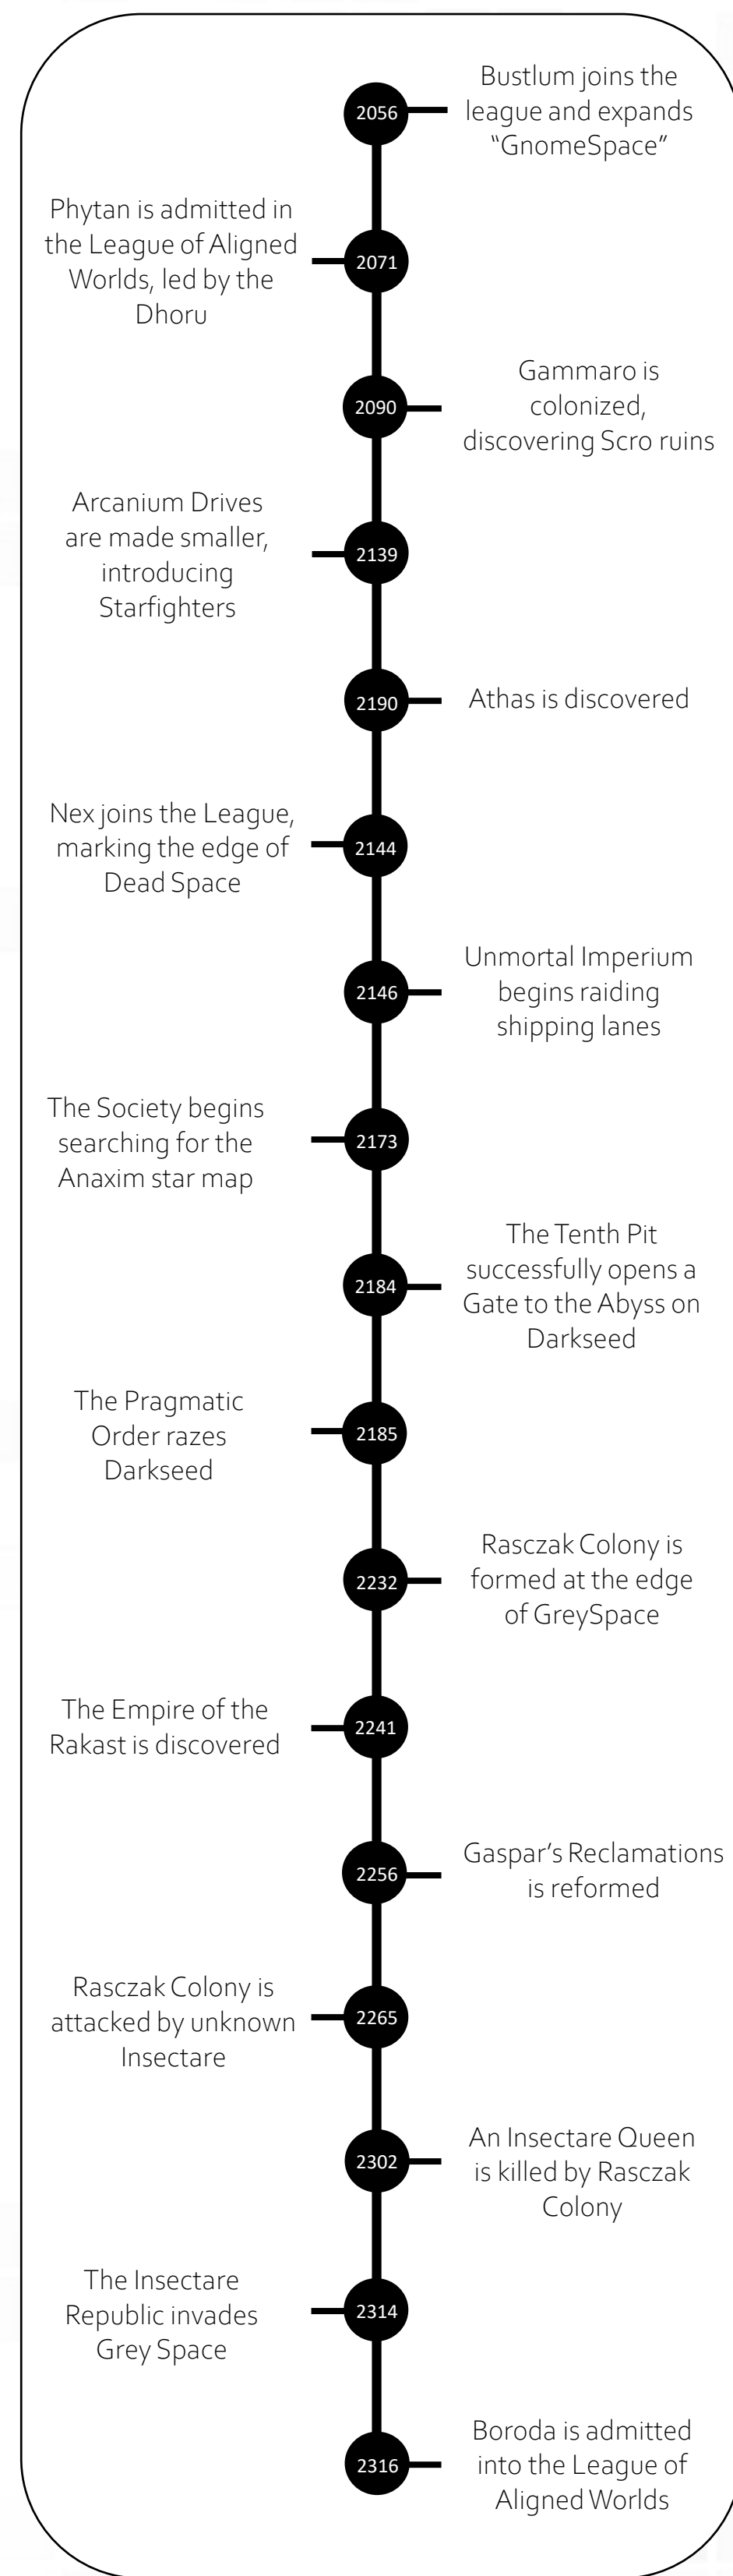 2056
Bustlum joins the
league and expands
“GnomeSpace”
Phytan is admitted in
the League of Aligned
Worlds, led by the
Dhoru
2071
2090
Gammaro is
colonized,
discovering Scro ruins
Arcanium Drives
are made smaller,
introducing
Starfighters
2139
2190
Athas is discovered
Nex joins the League,
marking the edge of
Dead Space
2144
2146
Unmortal Imperium
begins raiding
shipping lanes
The Society begins
searching for the
Anaxim star map
2173
2184
The Tenth Pit
successfully opens a
Gate to the Abyss on
Darkseed
The Pragmatic
Order razes
Darkseed
2185
2232
Rasczak Colony is
formed at the edge
of GreySpace
The Empire of the
Rakast is discovered
2241
2256
Gaspar’s Reclamations
is reformed
Rasczak Colony is
attacked by unknown
Insectare
2265
2302
An Insectare Queen
is killed by Rasczak
Colony
The Insectare
Republic invades
Grey Space
2314
2316
Boroda is admitted
into the League of
Aligned Worlds